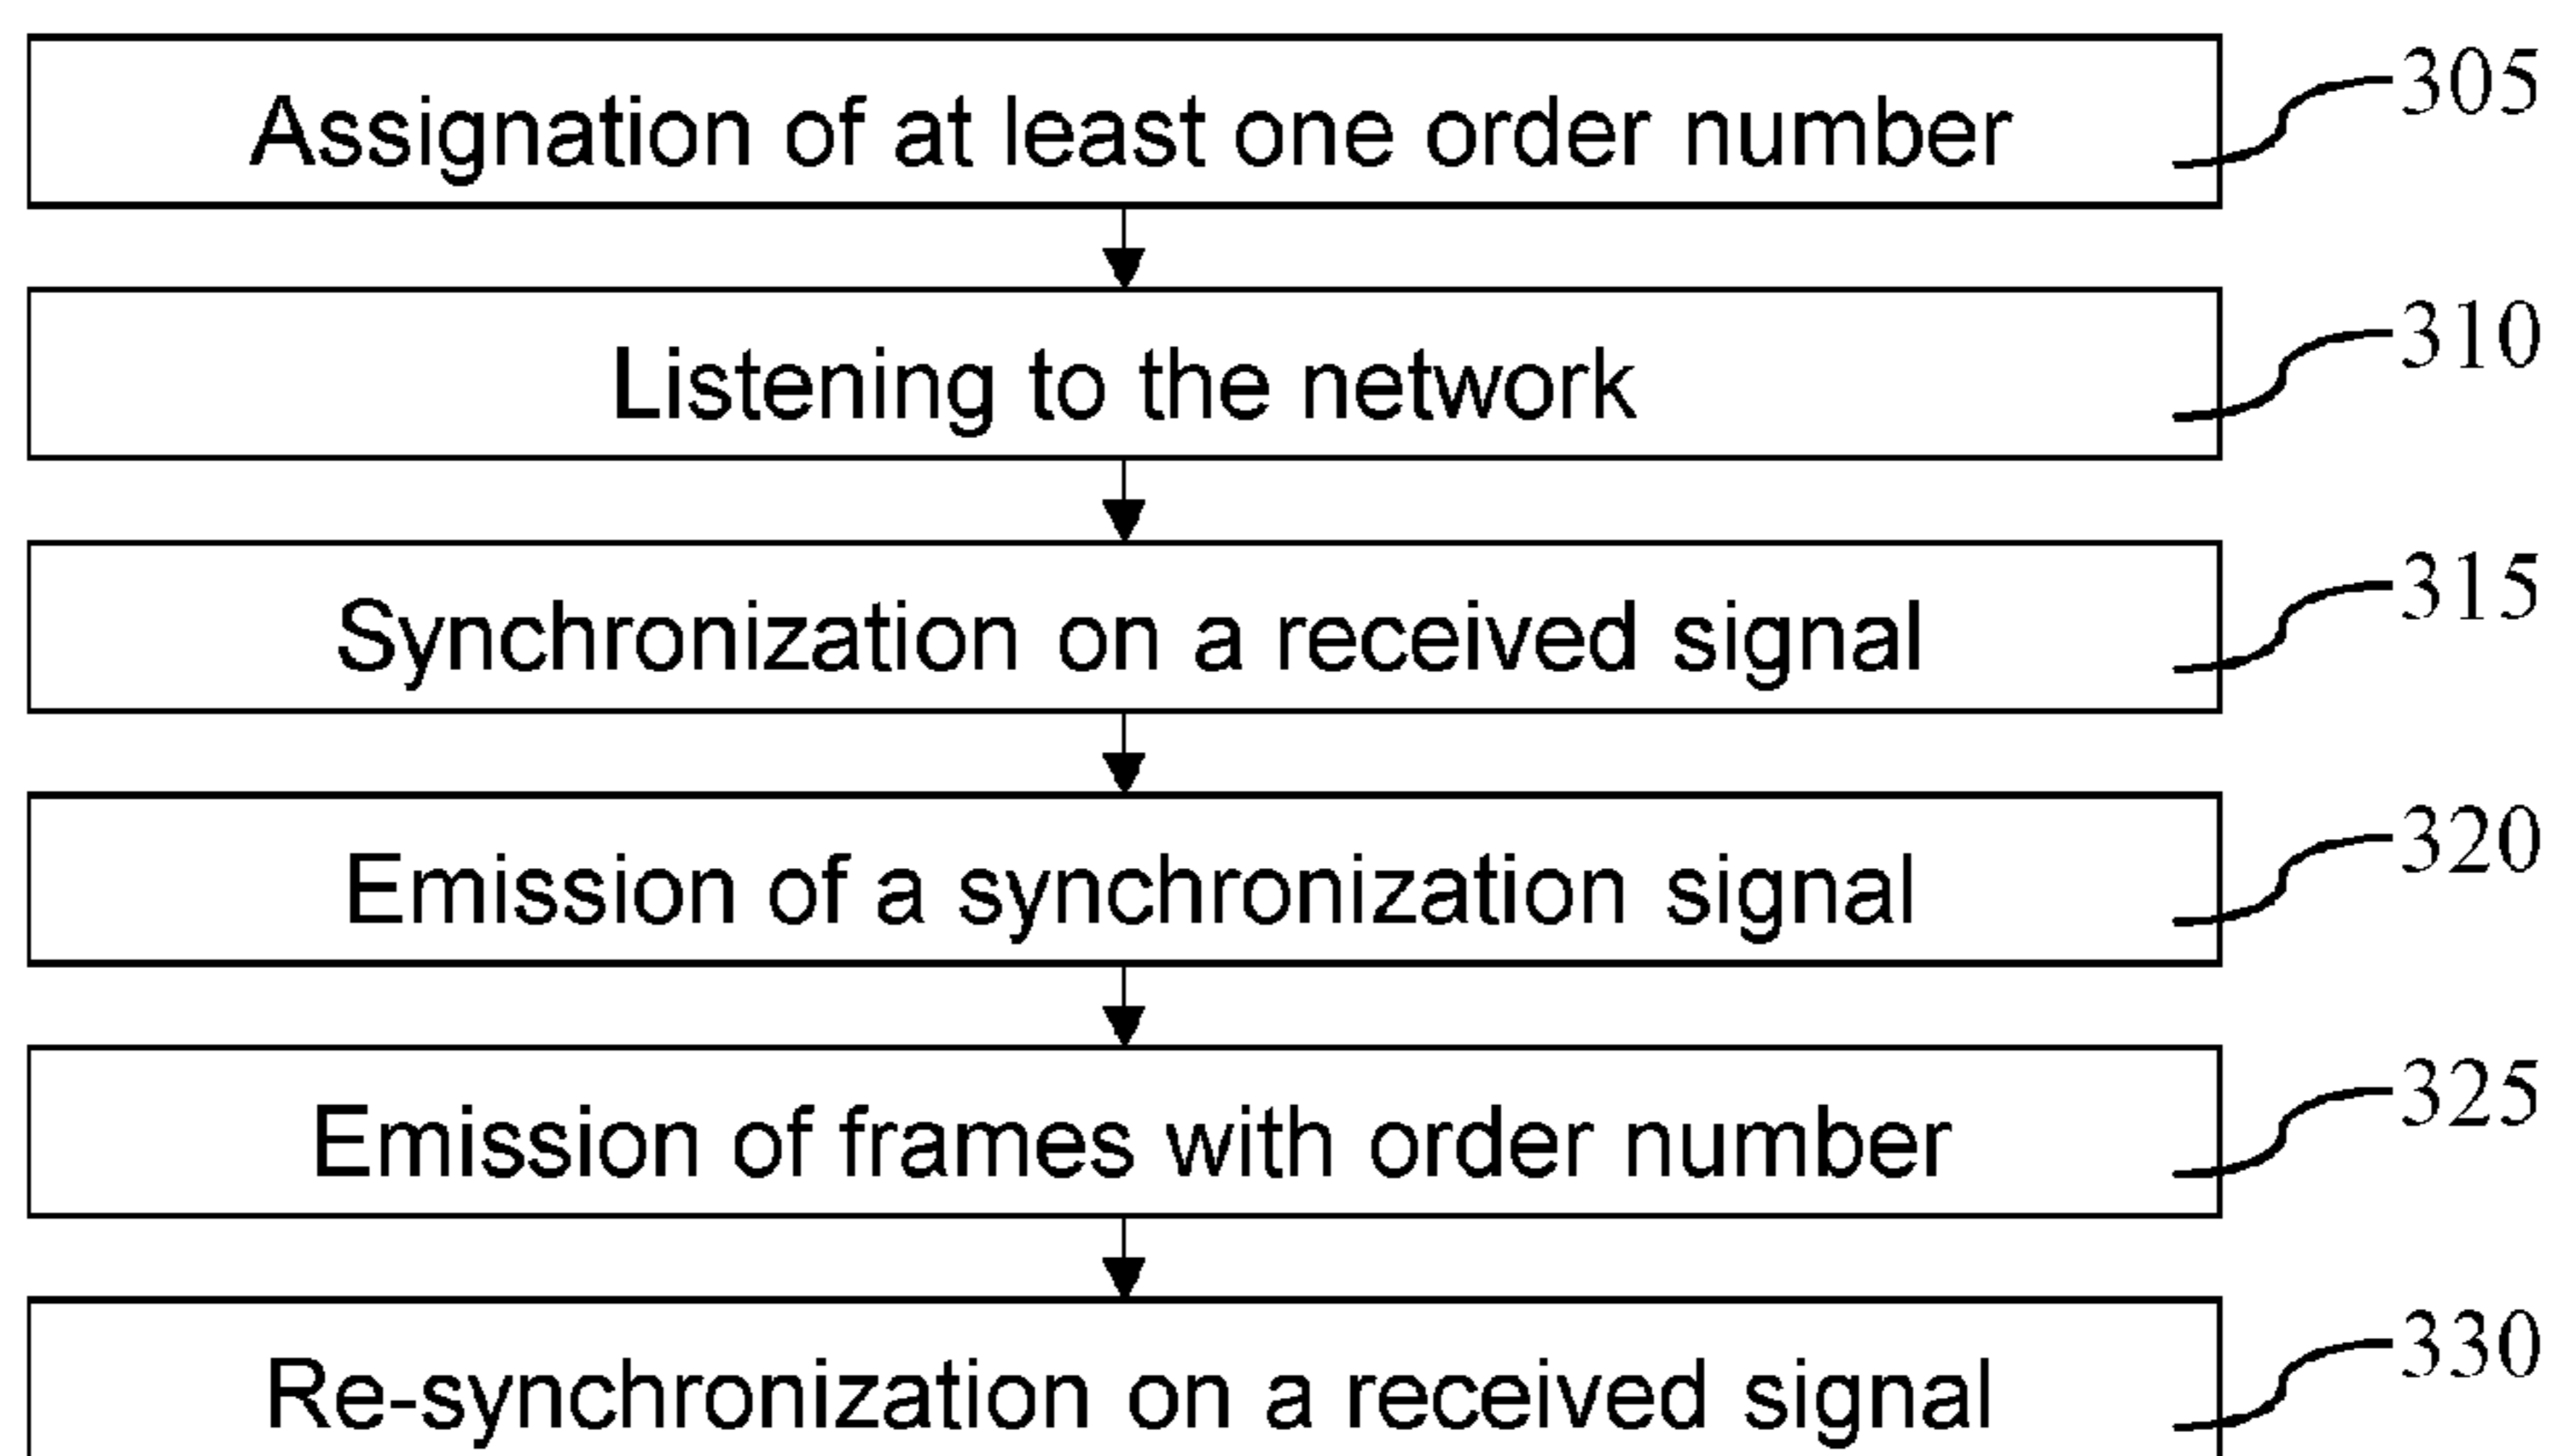 Assignation of at least one order number 305
Listening to the network 310
Synchronization on a received signal 315
Emission of a synchronization signal 320
Emission of frames with order number 325
Re-synchronization on a received signal 330